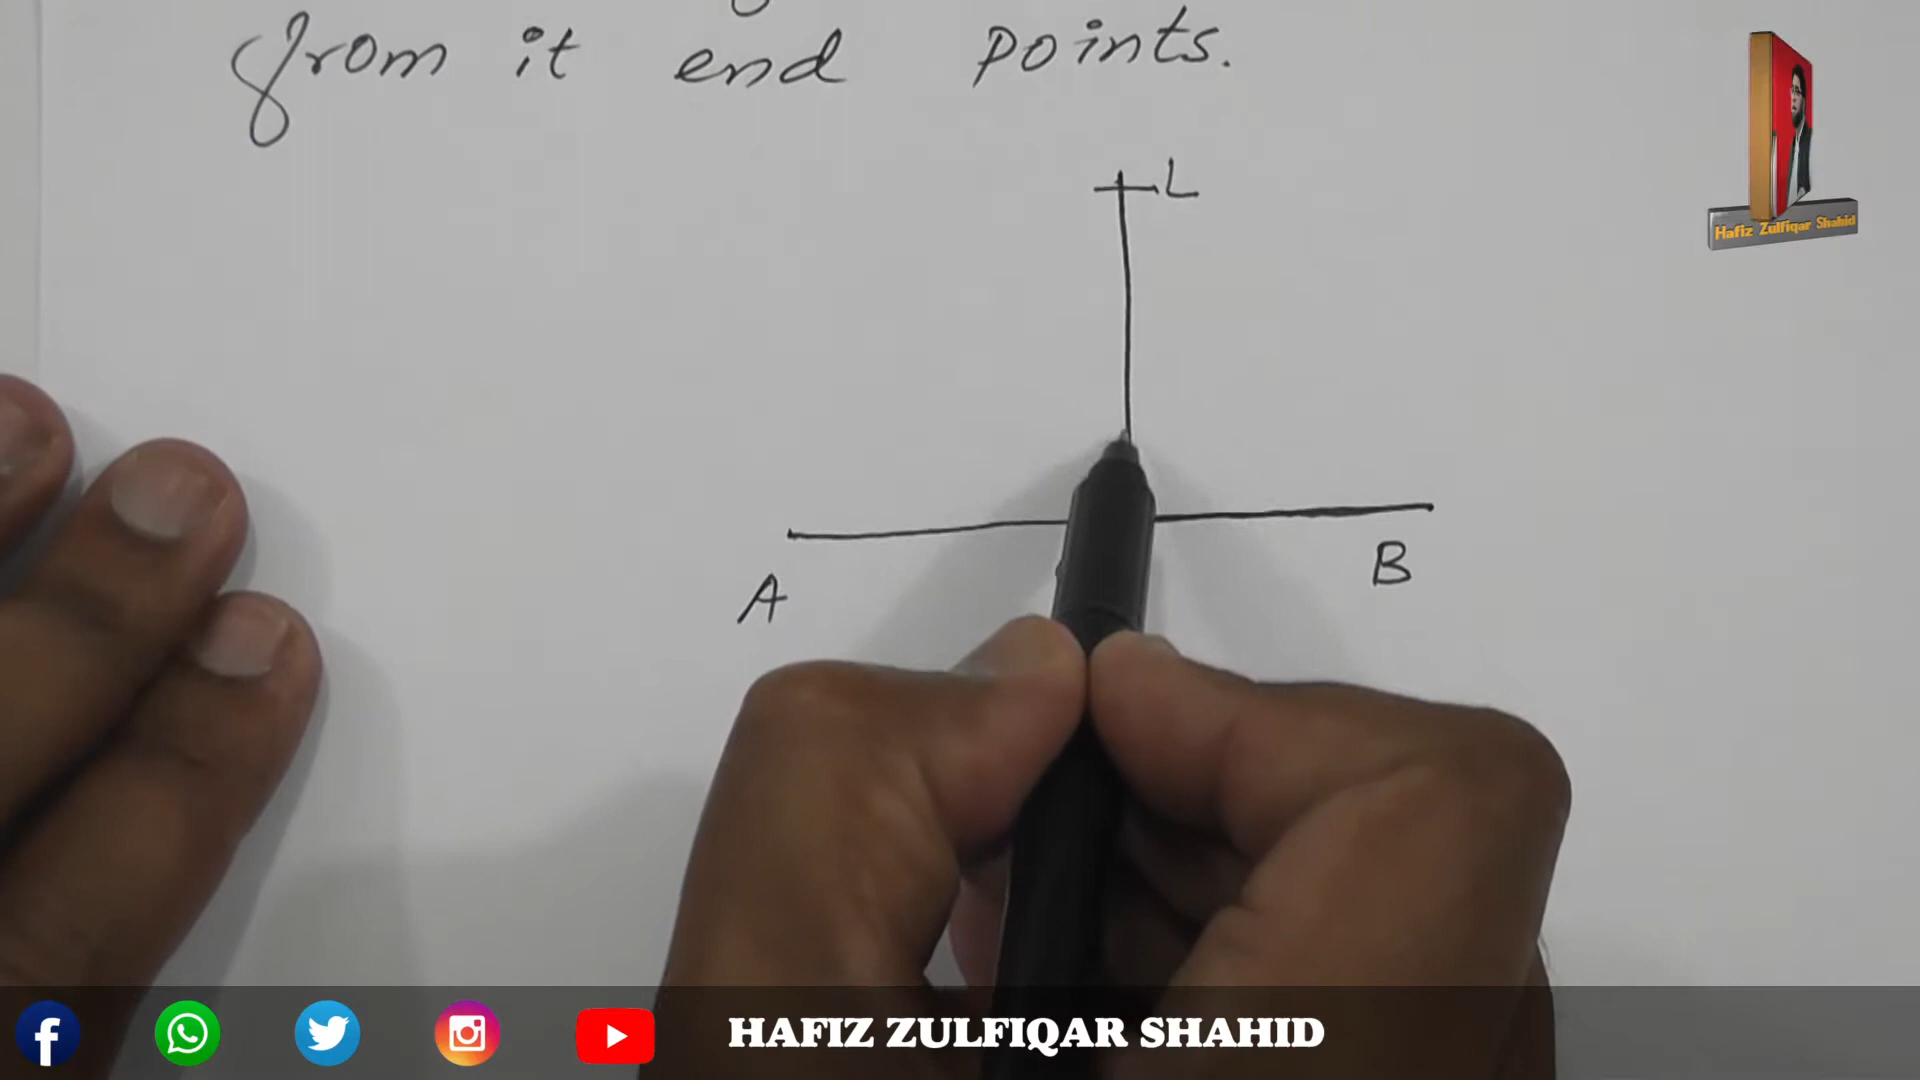 from it end points.
L
A
B
Hafiz Zulfiqar Shahid
HAFIZ ZULFIQAR SHAHID